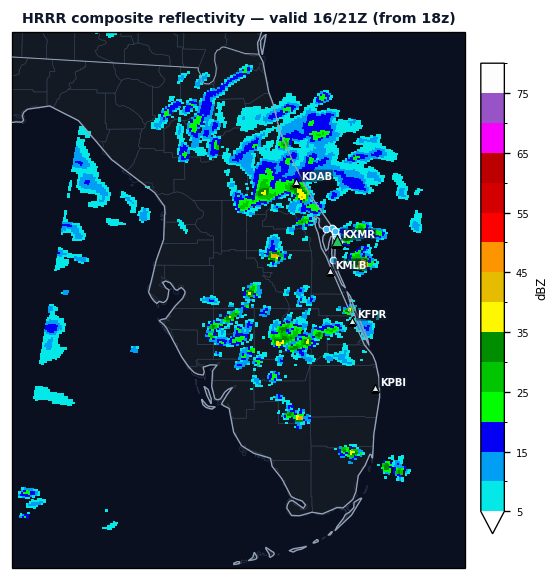 HRRR composite reflectivity — valid 16/21Z (from 18z)
75
65
55
45
35
25
15
5
dBZ
KDAB
KXMR
KMLB
KFPR
KPBI